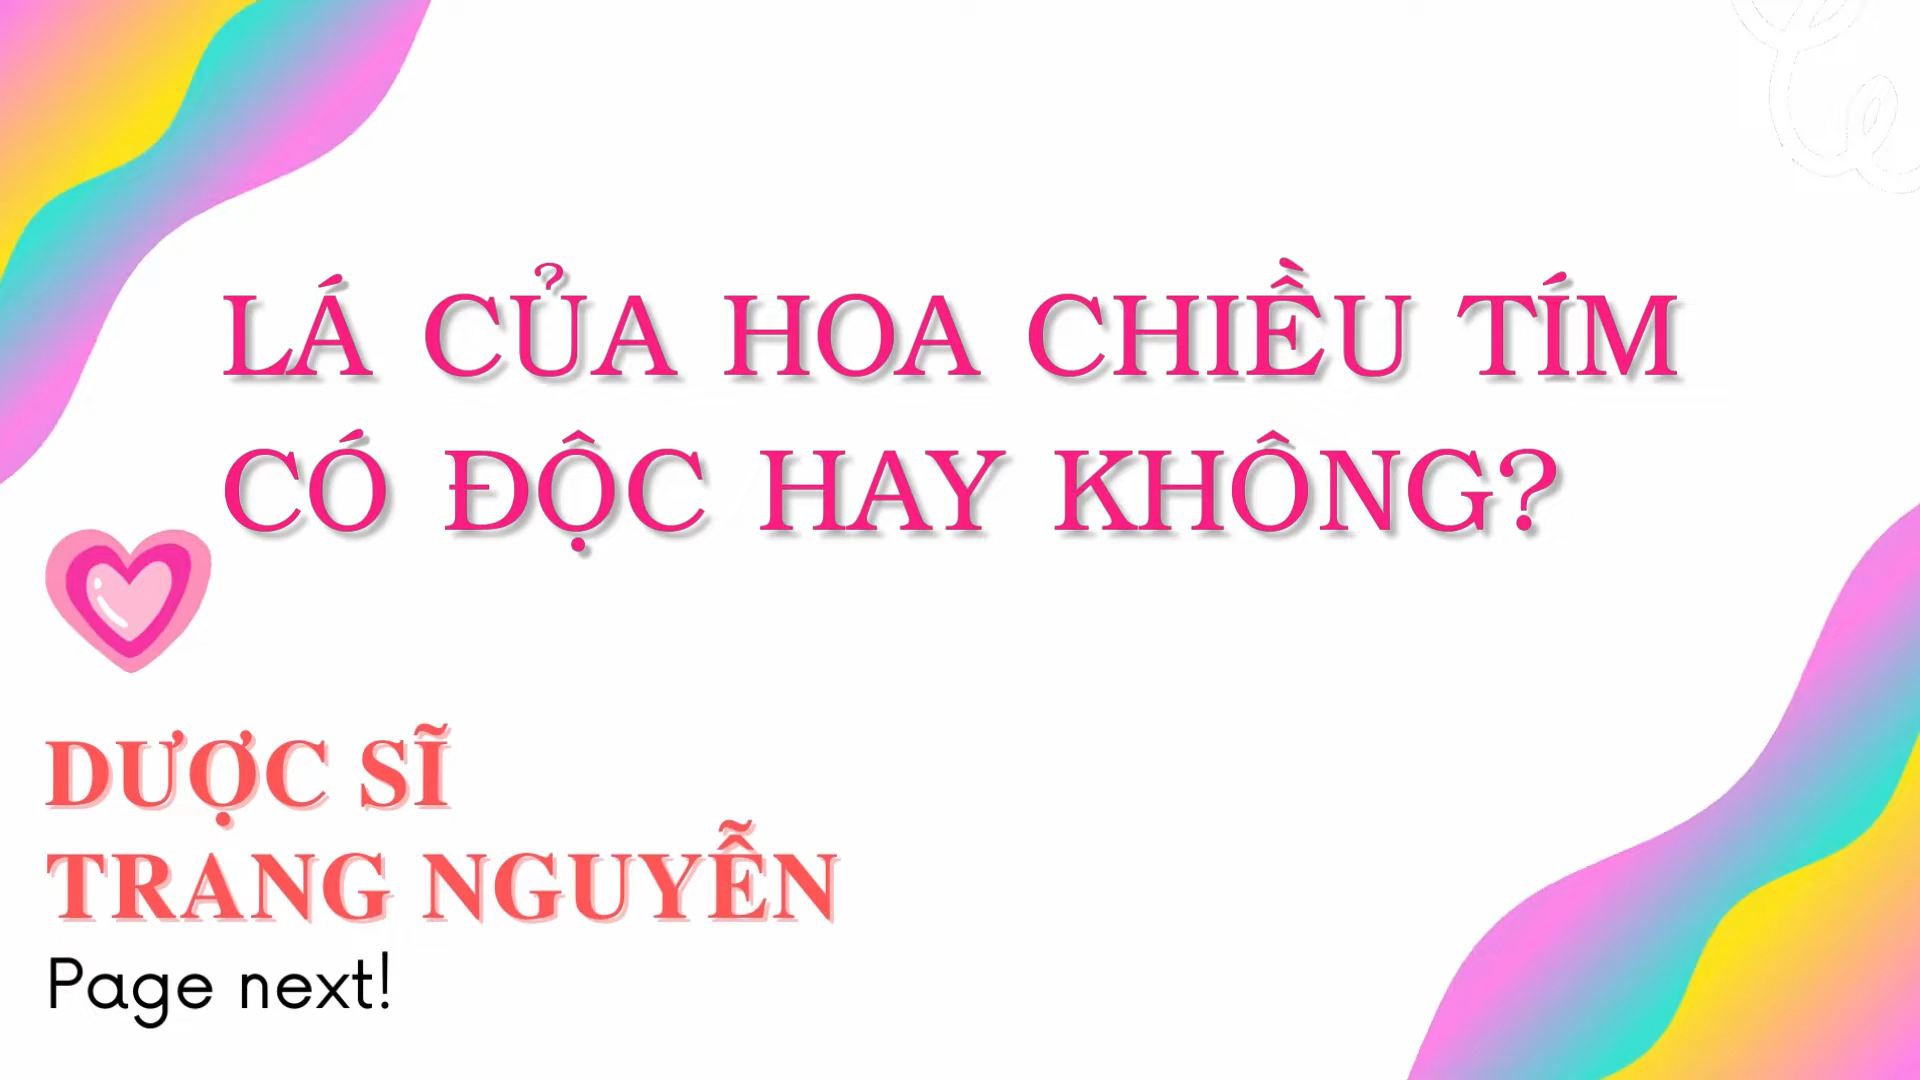 LÁ CỦA HOA CHIỀU TÍM
CÓ ĐỘC HAY KHÔNG?
DƯỢC SĨ
TRANG NGUYỄN
Page next!